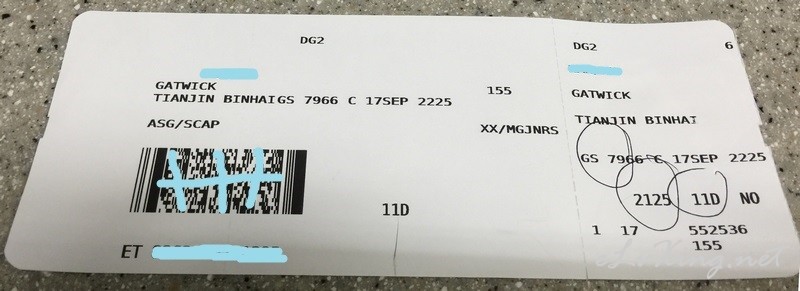 DG2
GATWICK
TIANJIN BINHAIGS 7966 C 17SEP 2225
155
ASG/SCAP
XX/MGJNRS
11D
ET
DG2 6
GATWICK
TIANJIN BINHAI
GS 7966 C 17SEP 2225
2125 11D NO
1 17 552536
155